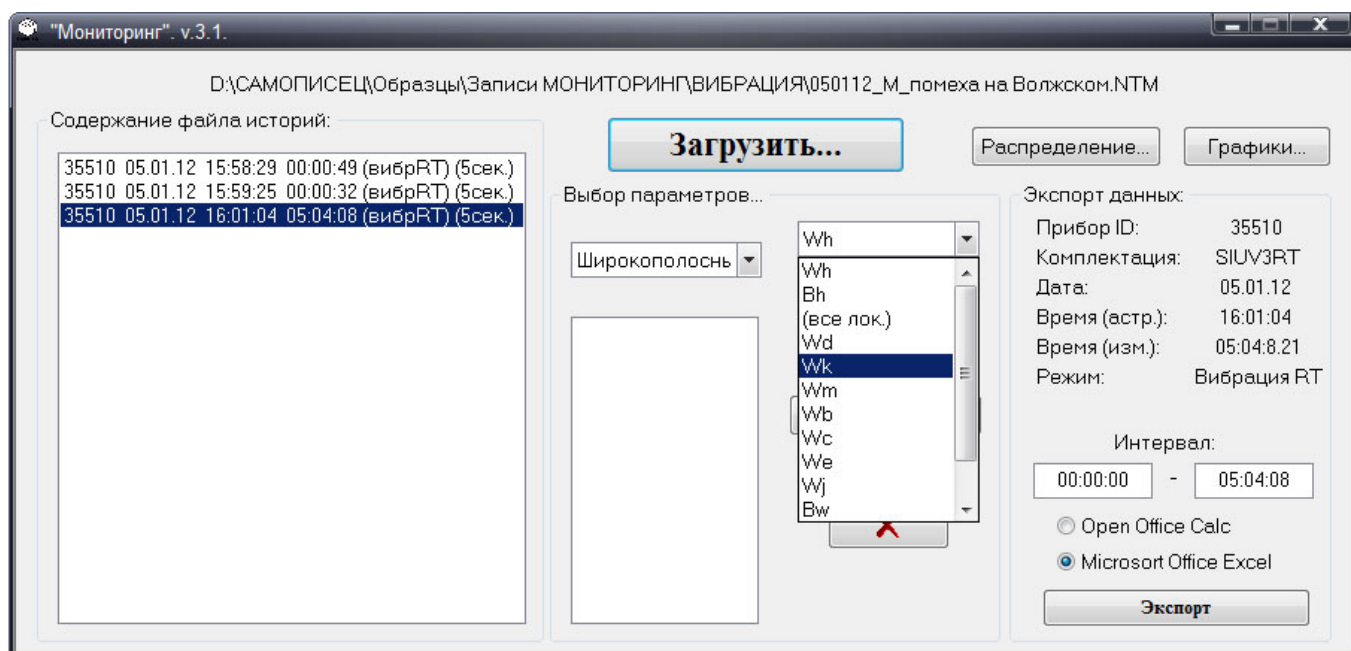 "Мониторинг". v.3.1.
D:\САМОПИСЕЦ\Образцы\Записи МОНИТОРИНГ\ВИБРАЦИЯ\050112_М_помеха на Волжском.NTM
Содержание файла историй:
35510 05.01.12 15:58:29 00:00:49 (вибрRT) (5сек.)
35510 05.01.12 15:59:25 00:00:32 (вибрRT) (5сек.)
35510 05.01.12 16:01:04 05:04:08 (вибрRT) (5сек.)
Загрузить...
Распределение...
Графики...
Выбор параметров...
Широкополоснь
Wh
Wh
Bh
(все лок.)
Wd
Wk
Wm
Wb
Wc
We
Wj
Bw
X
Экспорт данных:
Прибор ID: 35510
Комплектация: SIUV3RT
Дата: 05.01.12
Время (астр.): 16:01:04
Время (изм.): 05:04:8.21
Режим: Вибрация RT
Интервал:
00:00:00 - 05:04:08
Open Office Calc
Microsort Office Excel
Экспорт